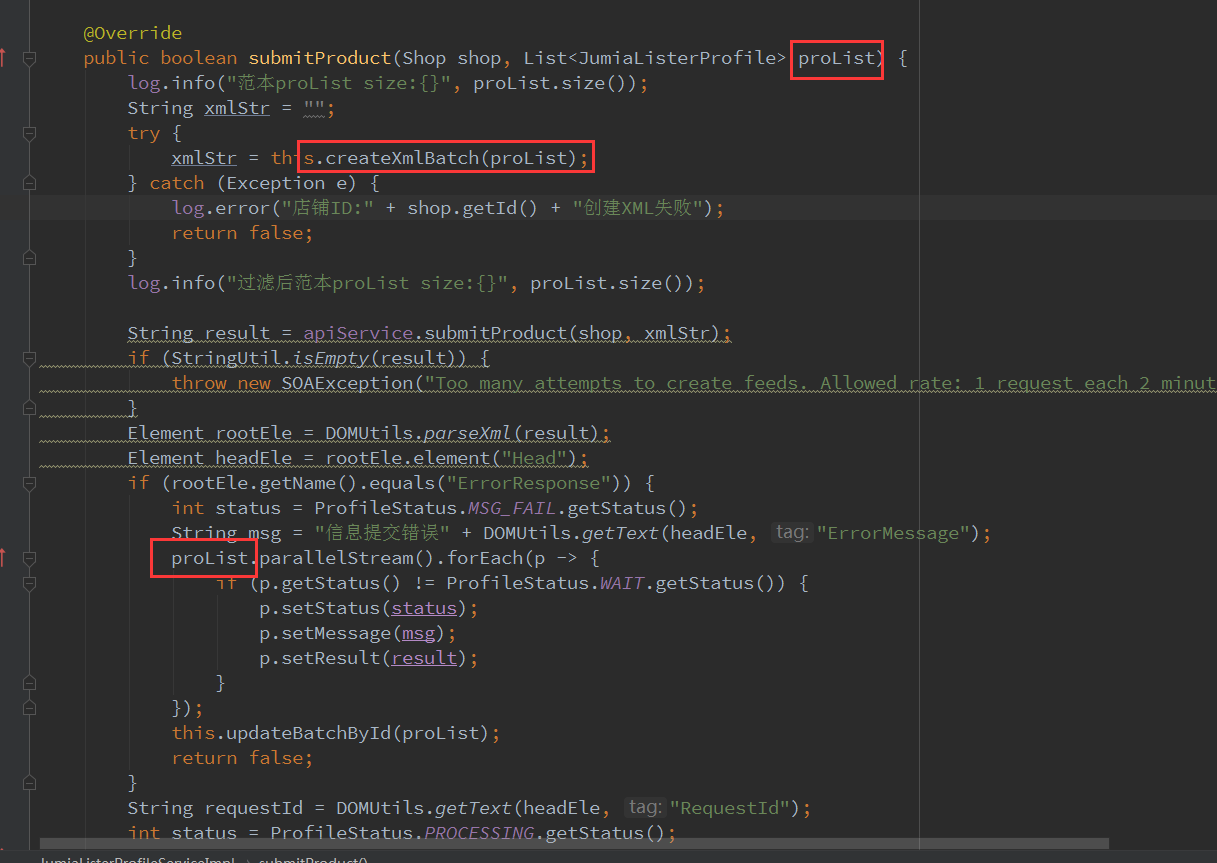 @Override
public boolean submitProduct(Shop shop, List<JumiaListerProfile> proList) {
log.info("范本proList size:{}", proList.size());
String xmlStr = "";
try {
xmlStr = this.createXmlBatch(proList);
} catch (Exception e) {
log.error("店铺ID:" + shop.getId() + "创建XML失败");
return false;
}
log.info("过滤后范本proList size:{}", proList.size());
String result = apiService.submitProduct(shop, xmlStr);
if (StringUtil.isEmpty(result)) {
throw new SOAException("Too many attempts to create feeds. Allowed rate: 1 request each 2 minut
}
Element rootEle = DOMUtils.parseXml(result);
Element headEle = rootEle.element("Head");
if (rootEle.getName().equals("ErrorResponse")) {
int status = ProfileStatus.MSG_FAIL.getStatus();
String msg = "信息提交错误" + DOMUtils.getText(headEle, tag: "ErrorMessage");
proList.parallelStream().forEach(p -> {
if (p.getStatus() != ProfileStatus.WAIT.getStatus()) {
p.setStatus(status);
p.setMessage(msg);
p.setResult(result);
}
});
this.updateBatchById(proList);
return false;
}
String requestId = DOMUtils.getText(headEle, tag: "RequestId");
int status = ProfileStatus.PROCESSING.getStatus();
JumiaListerProfileServiceImpl > submitProduct()